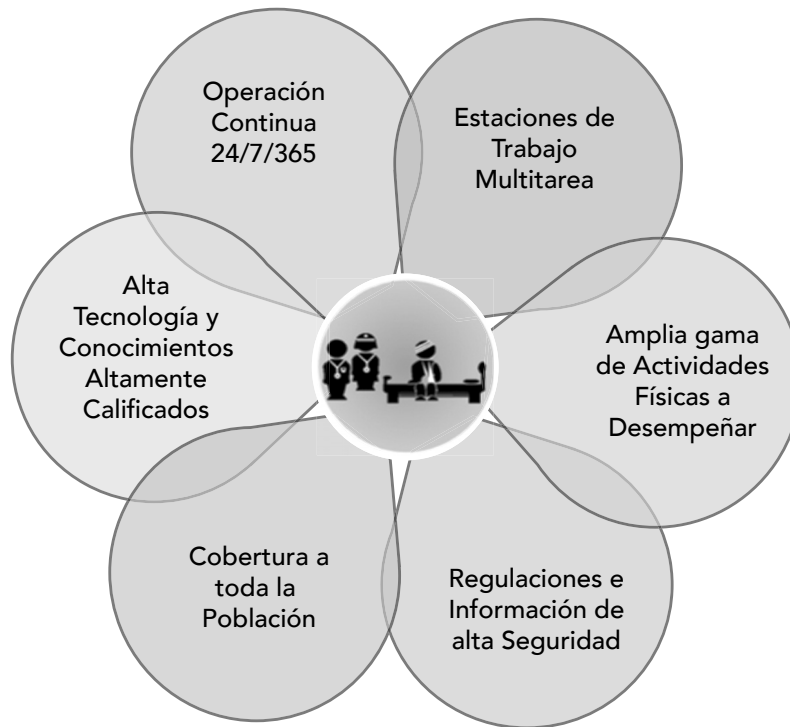 Operación
Continua
24/7/365
Estaciones de
Trabajo
Multitarea
Amplia gama
de Actividades
Físicas a
Desempeñar
Regulaciones e
Información de
alta Seguridad
Cobertura a
toda la
Población
Alta
Tecnología y
Conocimientos
Altamente
Calificados